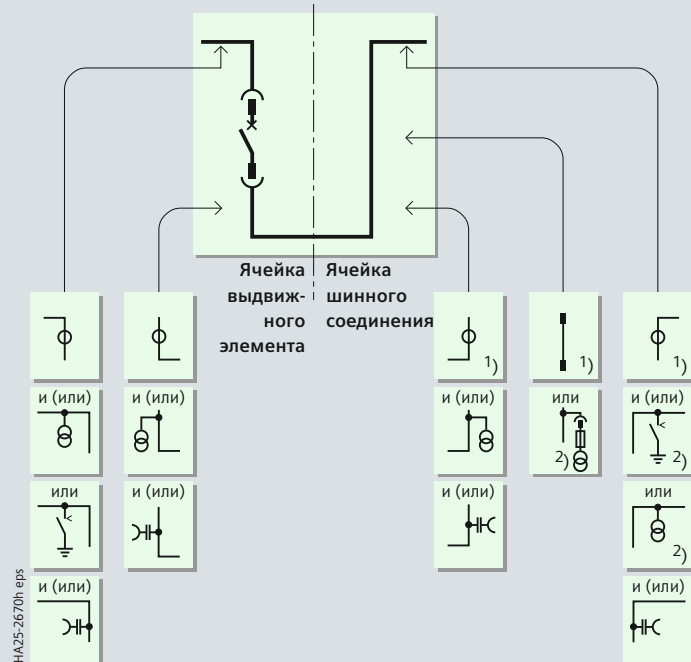 Ячейка
выдвиж-
ного
элемента
Ячейка
шинного
соединения
и (или)
или
и (или)
и (или)
и (или)
1)
и (или)
и (или)
1)
или
2)
1)
и (или)
2)
или
2)
и (или)
HA25-2670h eps